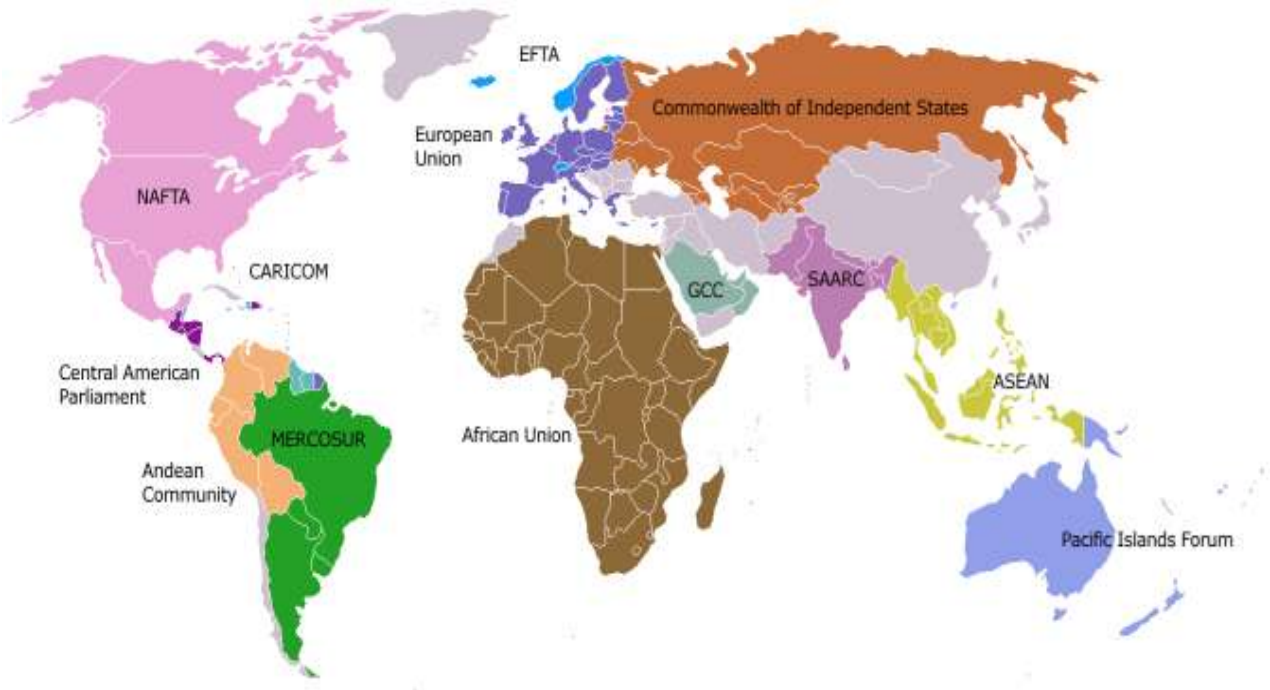 EFTA
Commonwealth of Independent States
European
Union
NAFTA
CARICOM
GCC
SAARC
Central American
Parliament
ASEAN
MERCOSUR
African Union
Andean
Community
Pacific Islands Forum